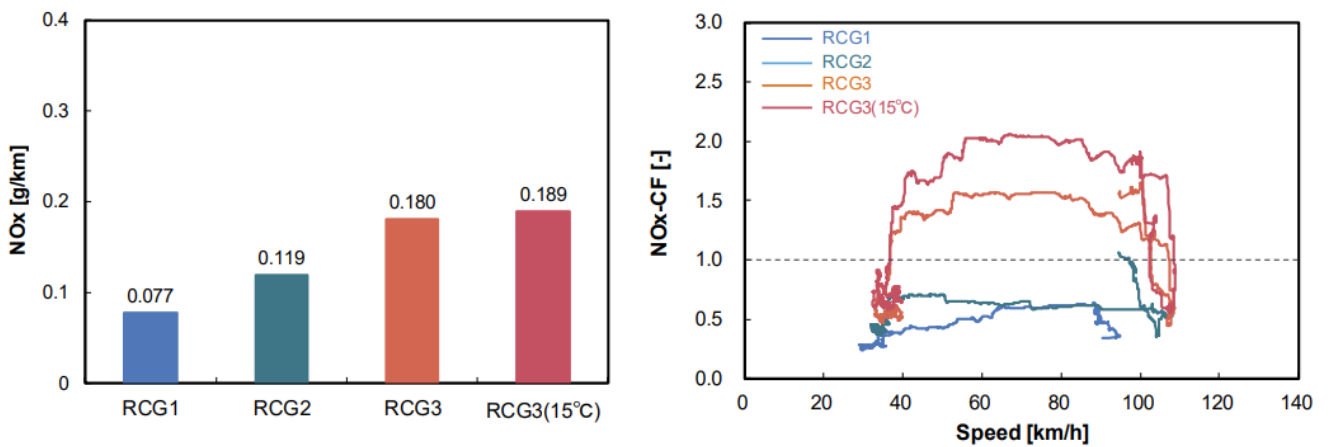 0.4
0.3
0.2
0.1
0
NOx [g/km]
0.077
0.119
0.180
0.189
RCG1
RCG2
RCG3
RCG3(15℃)
3.0
2.5
2.0
1.5
1.0
0.5
0.0
NOx-CF [-]
RCG1
RCG2
RCG3
RCG3(15℃)
0 20 40 60 80 100 120 140
Speed [km/h]